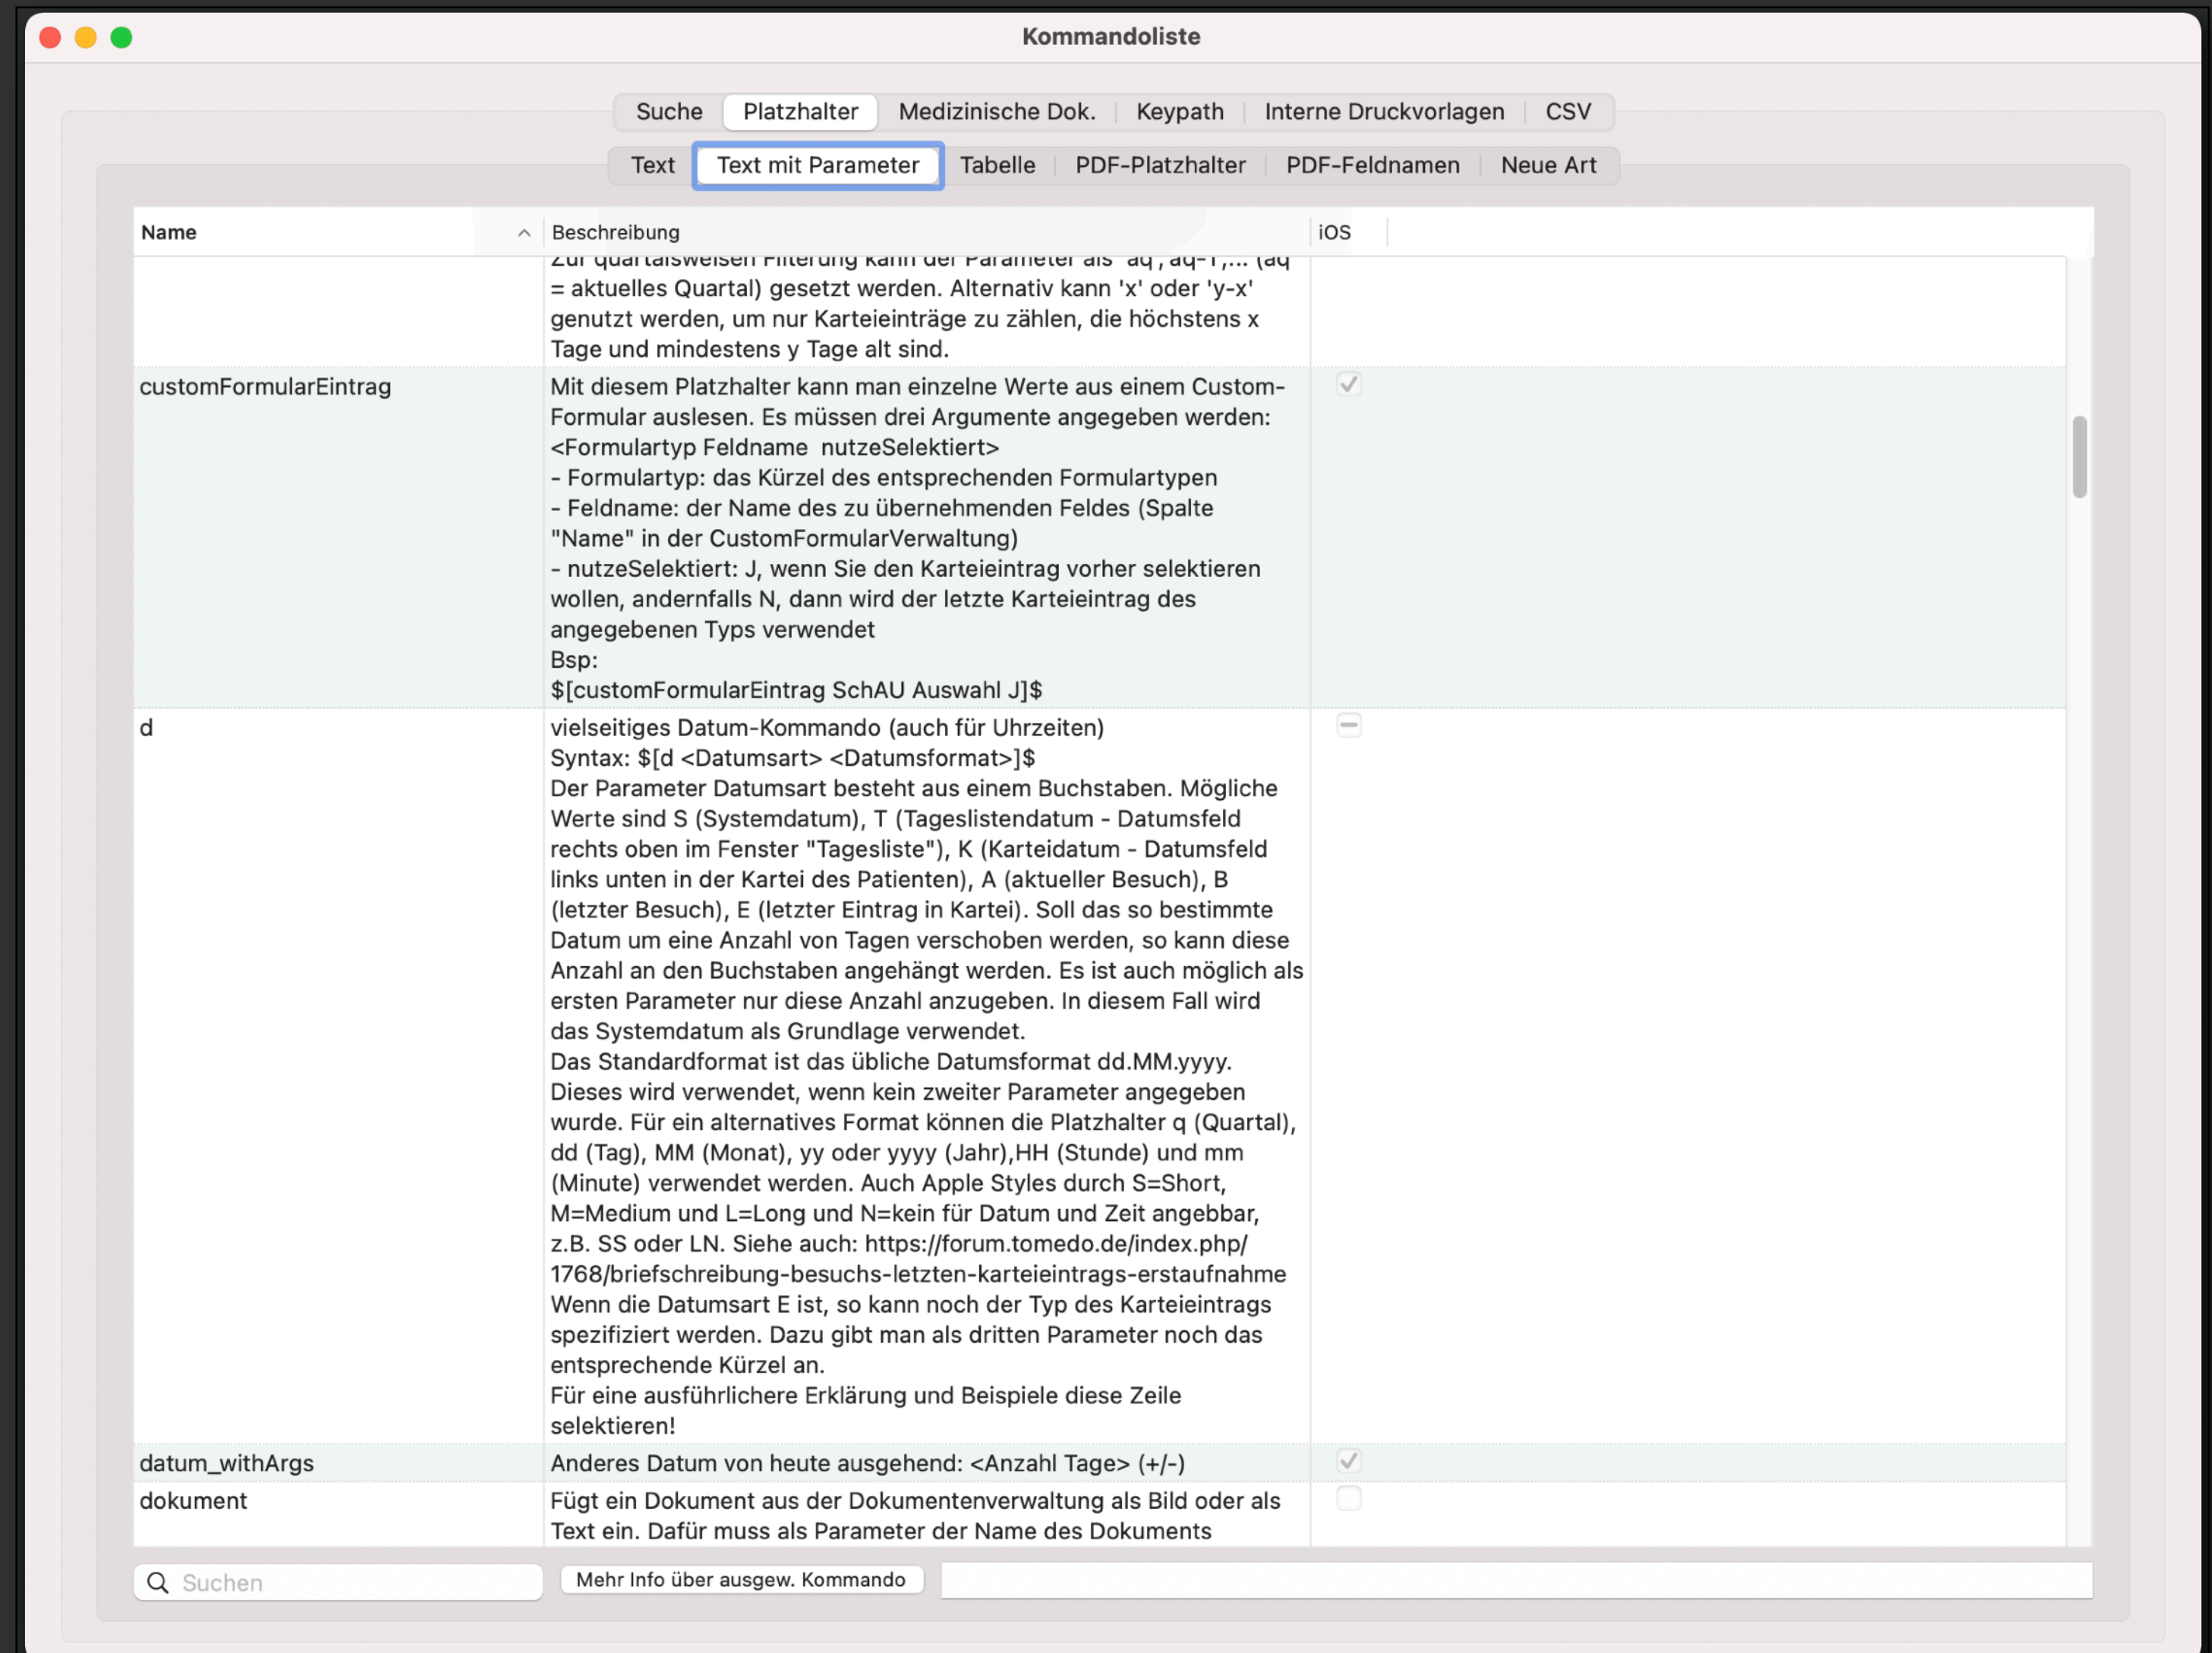 Kommandoliste
Suche Platzhalter Medizinische Dok. Keypath Interne Druckvorlagen CSV
Text Text mit Parameter Tabelle PDF-Platzhalter PDF-Feldnamen Neue Art
Name Beschreibung iOS
Zur quartalsweisen Filterung kann der Parameter als 'aq', 'aq-1',... (aq
= aktuelles Quartal) gesetzt werden. Alternativ kann 'x' oder 'y-x'
genutzt werden, um nur Karteieinträge zu zählen, die höchstens x
Tage und mindestens y Tage alt sind.
customFormularEintrag
Mit diesem Platzhalter kann man einzelne Werte aus einem Custom-
Formular auslesen. Es müssen drei Argumente angegeben werden:
<Formulartyp Feldname  nutzeSelektiert>
- Formulartyp: das Kürzel des entsprechenden Formulartypen
- Feldname: der Name des zu übernehmenden Feldes (Spalte
"Name" in der CustomFormularVerwaltung)
- nutzeSelektiert: J, wenn Sie den Karteieintrag vorher selektieren
wollen, andernfalls N, dann wird der letzte Karteieintrag des
angegebenen Typs verwendet
Bsp:
$[customFormularEintrag SchAU Auswahl J]$
d
vielseitiges Datum-Kommando (auch für Uhrzeiten)
Syntax: $[d <Datumsart> <Datumsformat>]$
Der Parameter Datumsart besteht aus einem Buchstaben. Mögliche
Werte sind S (Systemdatum), T (Tageslistendatum - Datumsfeld
rechts oben im Fenster "Tagesliste"), K (Karteidatum - Datumsfeld
links unten in der Kartei des Patienten), A (aktueller Besuch), B
(letzter Besuch), E (letzter Eintrag in Kartei). Soll das so bestimmte
Datum um eine Anzahl von Tagen verschoben werden, so kann diese
Anzahl an den Buchstaben angehängt werden. Es ist auch möglich als
ersten Parameter nur diese Anzahl anzugeben. In diesem Fall wird
das Systemdatum als Grundlage verwendet.
Das Standardformat ist das übliche Datumsformat dd.MM.yyyy.
Dieses wird verwendet, wenn kein zweiter Parameter angegeben
wurde. Für ein alternatives Format können die Platzhalter q (Quartal),
dd (Tag), MM (Monat), yy oder yyyy (Jahr),HH (Stunde) und mm
(Minute) verwendet werden. Auch Apple Styles durch S=Short,
M=Medium und L=Long und N=kein für Datum und Zeit angebbar,
z.B. SS oder LN. Siehe auch: https://forum.tomedo.de/index.php/
1768/briefschreibung-besuchs-letzten-karteieintrags-erstaufnahme
Wenn die Datumsart E ist, so kann noch der Typ des Karteieintrags
spezifiziert werden. Dazu gibt man als dritten Parameter noch das
entsprechende Kürzel an.
Für eine ausführlichere Erklärung und Beispiele diese Zeile
selektieren!
datum_withArgs
Anderes Datum von heute ausgehend: <Anzahl Tage> (+/-)
dokument
Fügt ein Dokument aus der Dokumentenverwaltung als Bild oder als
Text ein. Dafür muss als Parameter der Name des Dokuments
Suchen Mehr Info über ausgew. Kommando